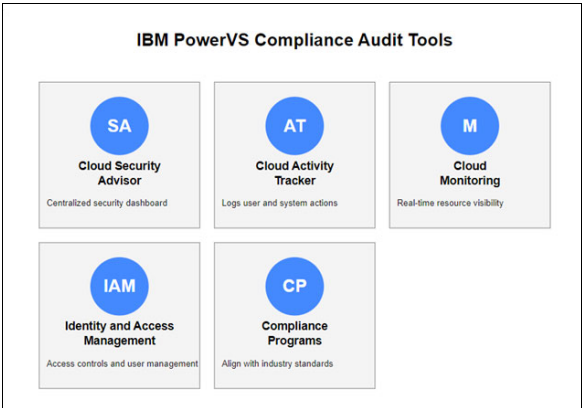 IBM PowerVS Compliance Audit Tools
SA
Cloud Security
Advisor
Centralized security dashboard
AT
Cloud Activity
Tracker
Logs user and system actions
M
Cloud
Monitoring
Real-time resource visibility
IAM
Identity and Access
Management
Access controls and user management
CP
Compliance
Programs
Align with industry standards